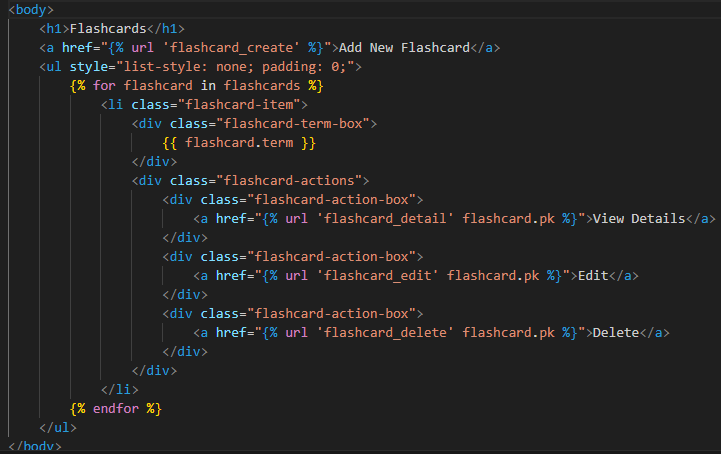 <body>
<h1>Flashcards</h1>
<a href="{% url 'flashcard_create' %}">Add New Flashcard</a>
<ul style="list-style: none; padding: 0;">
{% for flashcard in flashcards %}
<li class="flashcard-item">
<div class="flashcard-term-box">
{{ flashcard.term }}
</div>
<div class="flashcard-actions">
<div class="flashcard-action-box">
<a href="{% url 'flashcard_detail' flashcard.pk %}">View Details</a>
</div>
<div class="flashcard-action-box">
<a href="{% url 'flashcard_edit' flashcard.pk %}">Edit</a>
</div>
<div class="flashcard-action-box">
<a href="{% url 'flashcard_delete' flashcard.pk %}">Delete</a>
</div>
</div>
</li>
{% endfor %}
</ul>
</body>